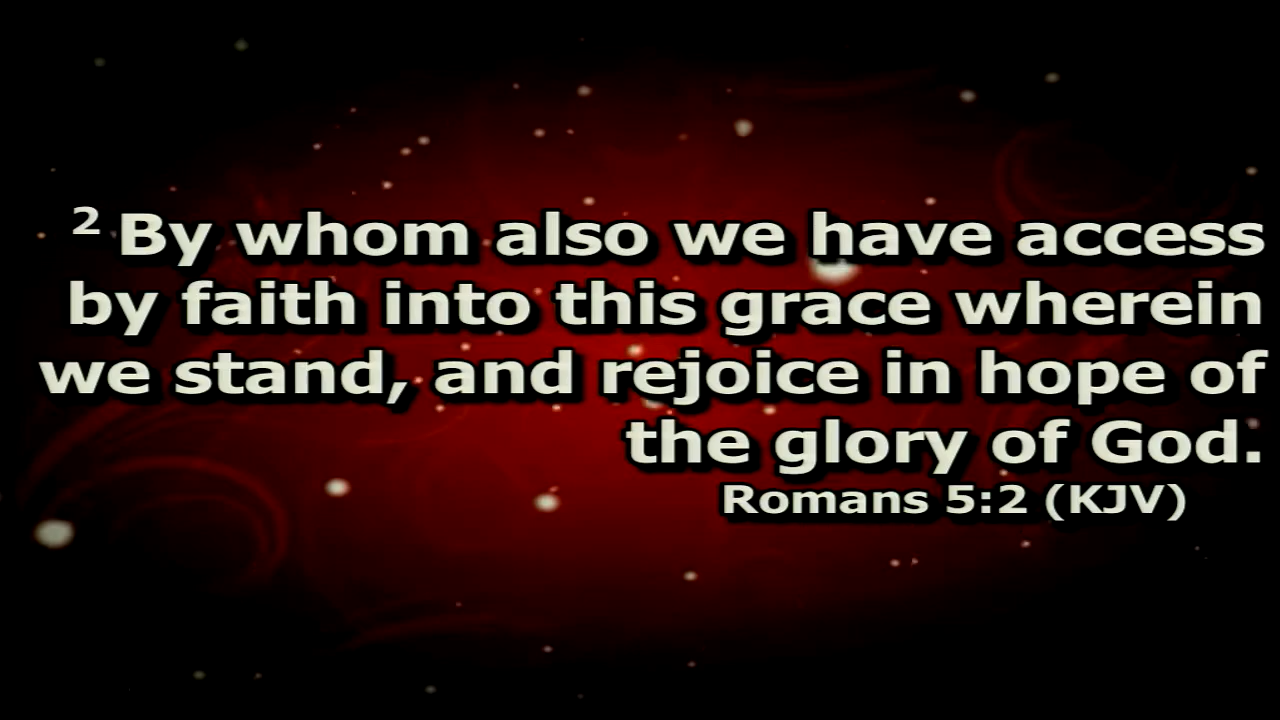 ² By whom also we have access
by faith into this grace wherein
we stand, and rejoice in hope of
the glory of God.
Romans 5:2 (KJV)